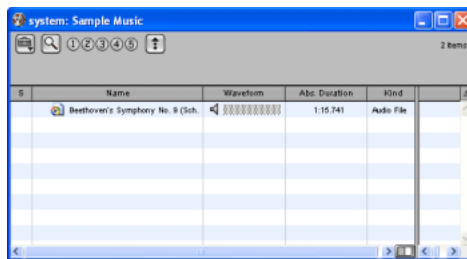 system: Sample Music
①②③④⑤
2 items
S Name Waveform Abs. Duration Kind
Beethoven's Symphony No. 9 (Sch. 1:15.741 Audio File